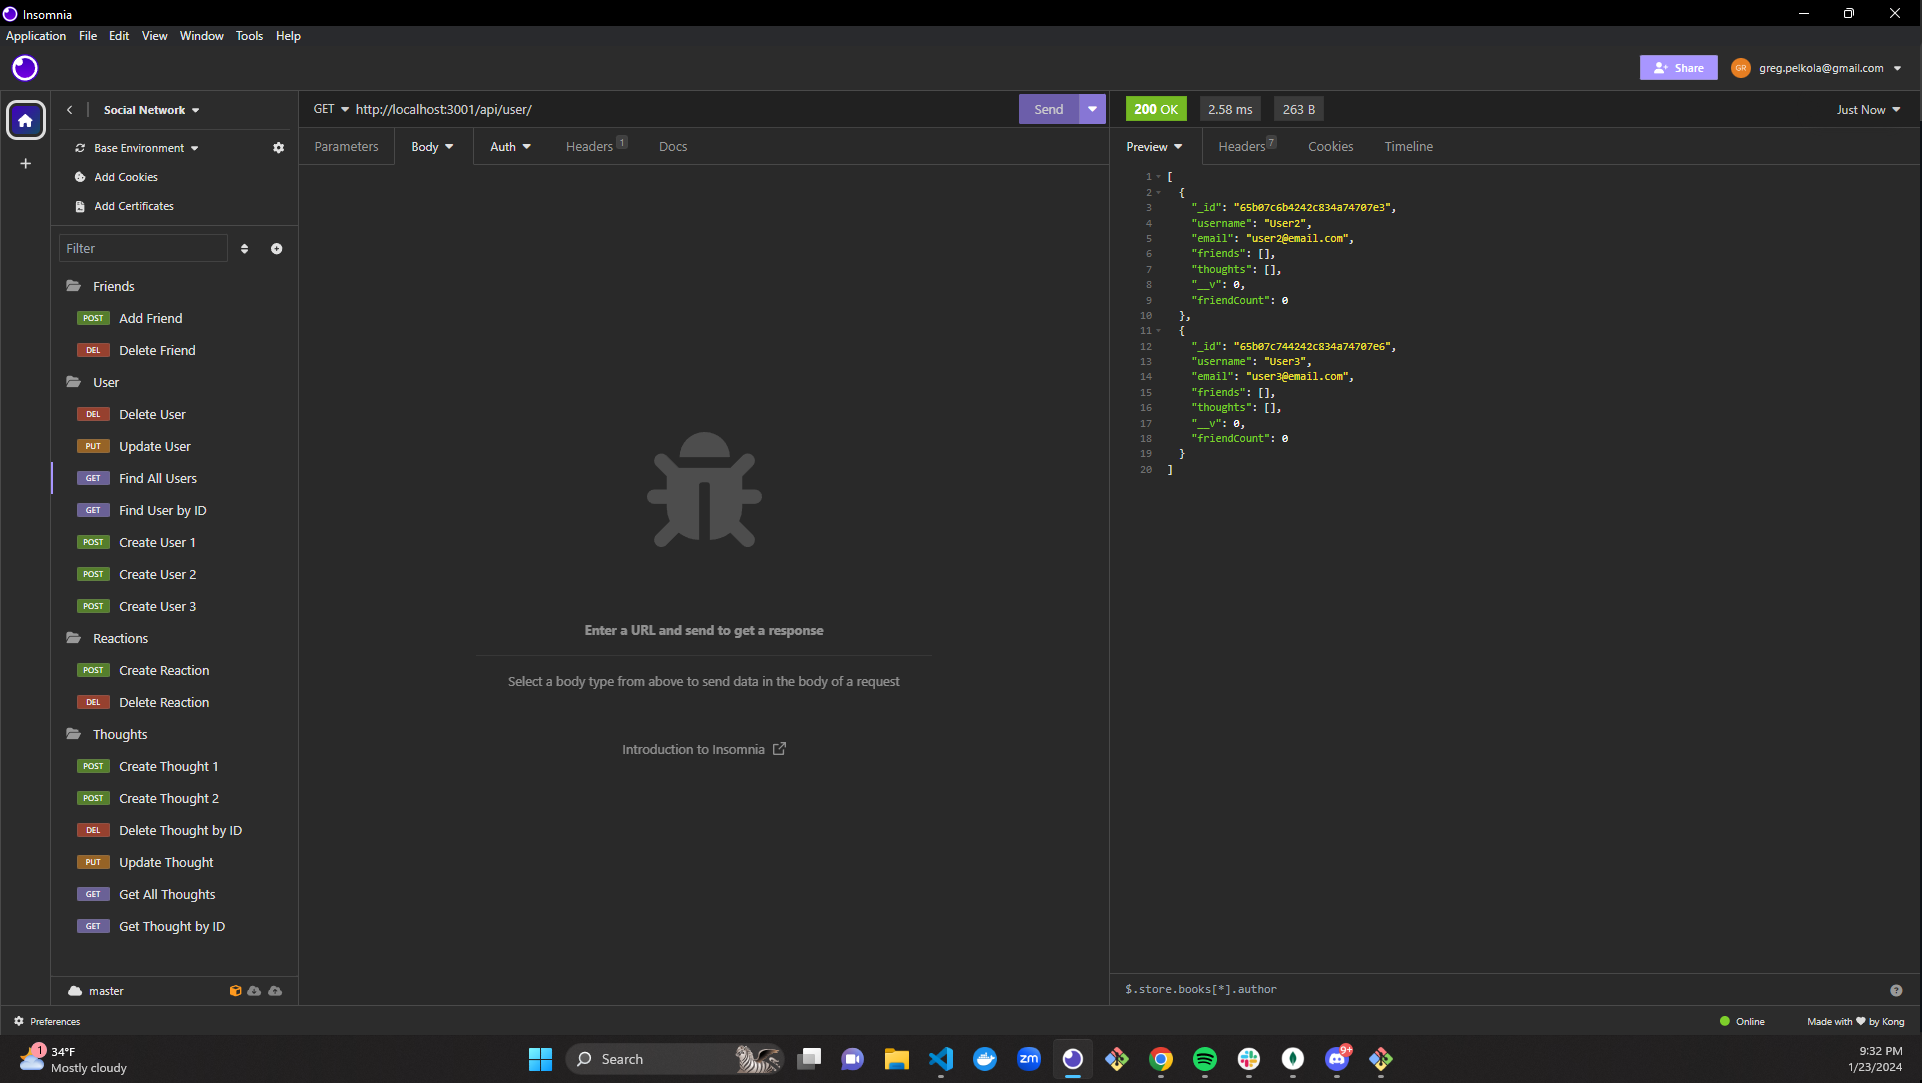 Insomnia
Application File Edit View Window Tools Help
Share
GR greg.pelkola@gmail.com
Social Network
Base Environment
Add Cookies
Add Certificates
Filter
Friends
POST Add Friend
DEL Delete Friend
User
DEL Delete User
PUT Update User
GET Find All Users
GET Find User by ID
POST Create User 1
POST Create User 2
POST Create User 3
Reactions
POST Create Reaction
DEL Delete Reaction
Thoughts
POST Create Thought 1
POST Create Thought 2
DEL Delete Thought by ID
PUT Update Thought
GET Get All Thoughts
GET Get Thought by ID
master
GET http://localhost:3001/api/user/ Send
Parameters Body Auth Headers 1 Docs
Enter a URL and send to get a response
Select a body type from above to send data in the body of a request
Introduction to Insomnia
200 OK 2.58 ms 263 B Just Now
Preview Headers 7 Cookies Timeline
1 [
2 {
3 "_id": "65b07c6b4242c834a74707e3",
4 "username": "User2",
5 "email": "user2@email.com",
6 "friends": [],
7 "thoughts": [],
8 "__v": 0,
9 "friendCount": 0
10 },
11 {
12 "_id": "65b07c744242c834a74707e6",
13 "username": "User3",
14 "email": "user3@email.com",
15 "friends": [],
16 "thoughts": [],
17 "__v": 0,
18 "friendCount": 0
19 }
20 ]
$.store.books[*].author
Preferences
Online Made with ♥ by Kong
1 34°F
Mostly cloudy
Search
zm
9+
9:32 PM
1/23/2024